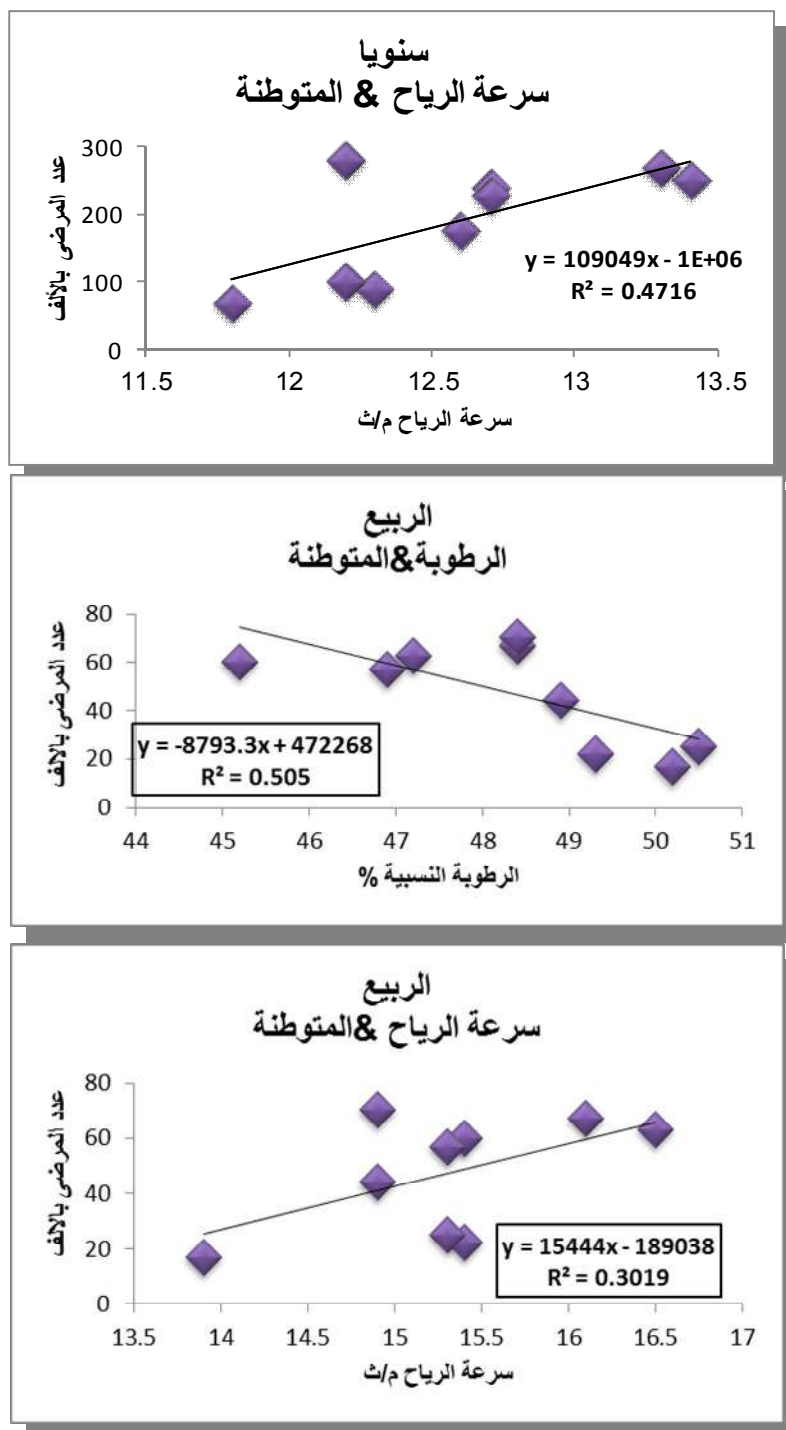 سنويا
سرعة الرياح & المتوطنة
عدد المرضى بالألف
300
200
100
0
y = 109049x - 1E+06
R² = 0.4716
11.5 12 12.5 13 13.5
سرعة الرياح م/ث
الربيع
الرطوبة&المتوطنة
عدد المرضى بالالف
80
60
40
20
0
y = -8793.3x + 472268
R² = 0.505
44 45 46 47 48 49 50 51
الرطوبة النسبية %
الربيع
سرعة الرياح &المتوطنة
عدد المرضى بالالف
80
60
40
20
0
y = 15444x - 189038
R² = 0.3019
13.5 14 14.5 15 15.5 16 16.5 17
سرعة الرياح م/ث